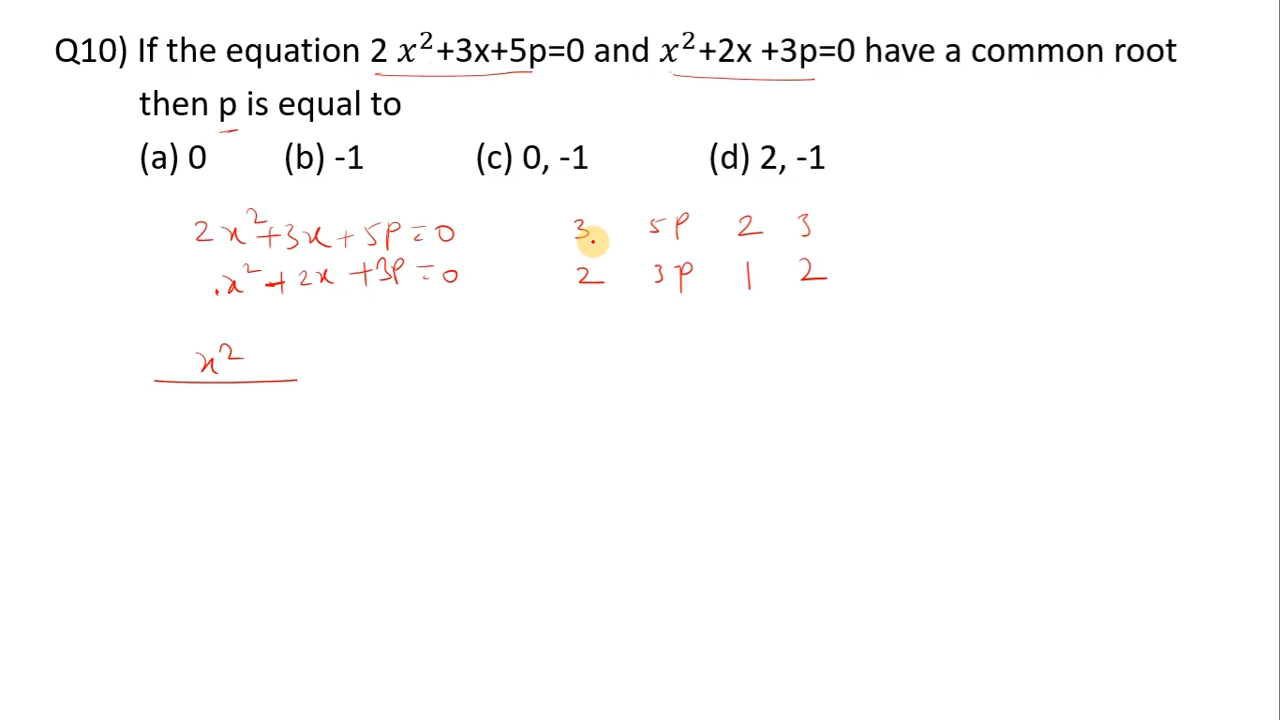 Q10) If the equation 2 x²+3x+5p=0 and x²+2x +3p=0 have a common root
then p is equal to
(a) 0 (b) -1 (c) 0, -1 (d) 2, -1
2x²+3x+5p=0 3 5p 2 3
x²+2x+3p=0 2 3p 1 2
x²